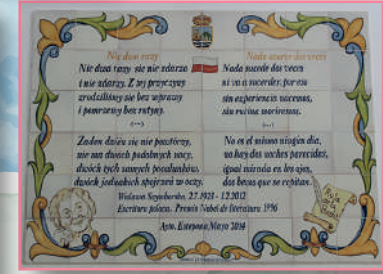 Nic dwa razy
Nic dwa razy się nie zdarza
i nie zdarzy. Z tej przyczyny
zrodziliśmy się bez wprawy
i pomrzemy bez rutyny.
(...)
Żaden dzień się nie powtórzy,
nie ma dwóch podobnych nocy,
dwóch tych samych pocałunków,
dwóch jednakich spojrzeń w oczy.
Nada sucede dos veces
Nada sucede dos veces
ni va a suceder, por eso
sin experiencia nacemos,
sin rutina moriremos.
(...)
No es el mismo ningún día,
no hay dos noches parecidas,
igual mirada en los ojos,
dos besos que se repitan.
Wisława Szymborska, 2.7.1923 - 1.2.2012
Escritora polaca. Premio Nobel de literatura 1996
Ayto. Estepona, Mayo 2014
Ruta
de la
Poesía